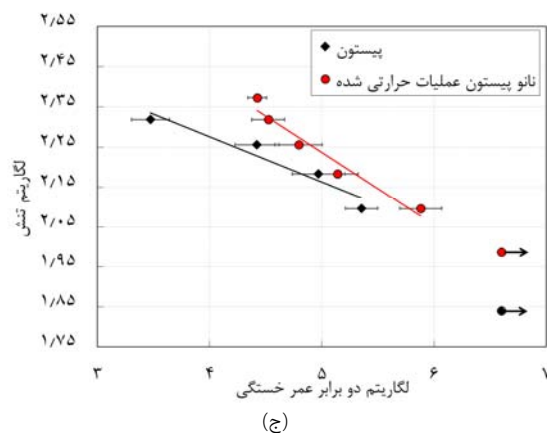 ۲٫۵۵
۲٫۴۵
۲٫۳۵
۲٫۲۵
۲٫۱۵
۲٫۰۵
۱٫۹۵
۱٫۸۵
۱٫۷۵
لگاریتم تنش
پیستون
نانو پیستون عملیات حرارتی شده
۳ ۴ ۵ ۶ ۷
لگاریتم دو برابر عمر خستگی
(ج)